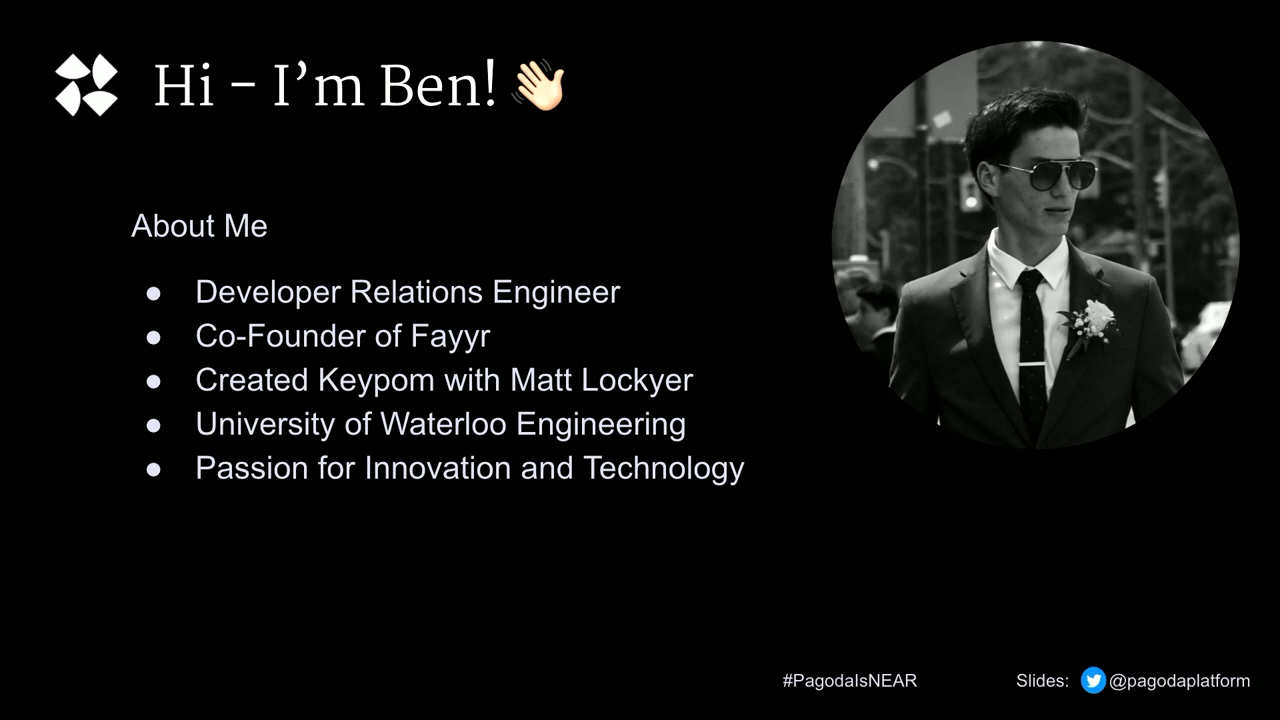 Hi – I’m Ben! 👋🏻
About Me
● Developer Relations Engineer
● Co-Founder of Fayyr
● Created Keypom with Matt Lockyer
● University of Waterloo Engineering
● Passion for Innovation and Technology
#PagodaIsNEAR Slides: @pagodaplatform